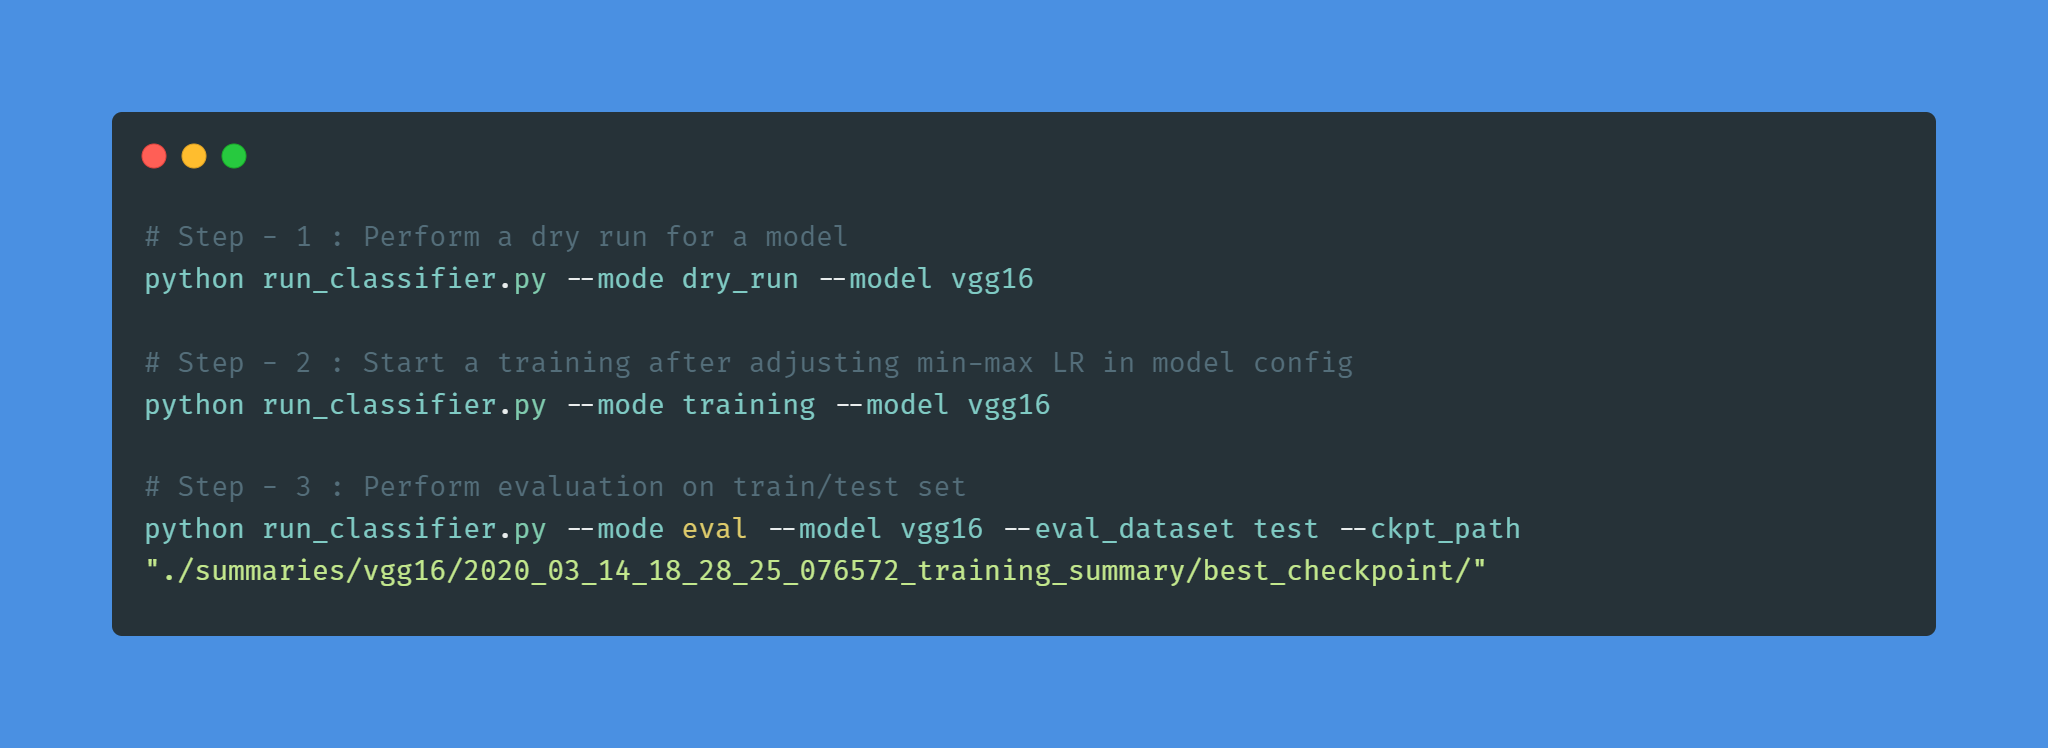 # Step - 1 : Perform a dry run for a model
python run_classifier.py --mode dry_run --model vgg16
# Step - 2 : Start a training after adjusting min-max LR in model config
python run_classifier.py --mode training --model vgg16
# Step - 3 : Perform evaluation on train/test set
python run_classifier.py --mode eval --model vgg16 --eval_dataset test --ckpt_path
"./summaries/vgg16/2020_03_14_18_28_25_076572_training_summary/best_checkpoint/"